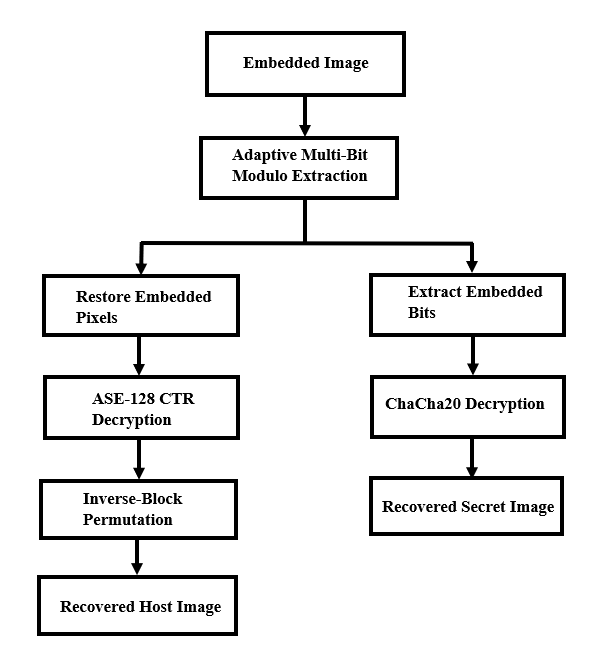 Embedded Image
Adaptive Multi-Bit
Modulo Extraction
Restore Embedded
Pixels
Extract Embedded
Bits
ASE-128 CTR
Decryption
ChaCha20 Decryption
Inverse-Block
Permutation
Recovered Secret Image
Recovered Host Image